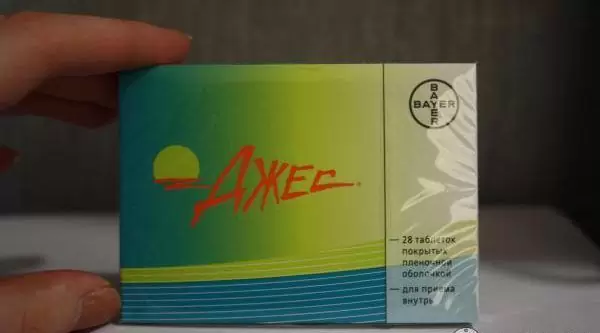 BAYER
BAYER
Джес®
— 28 таблеток
покрытых
пленочной
оболочкой
— для приема
внутрь